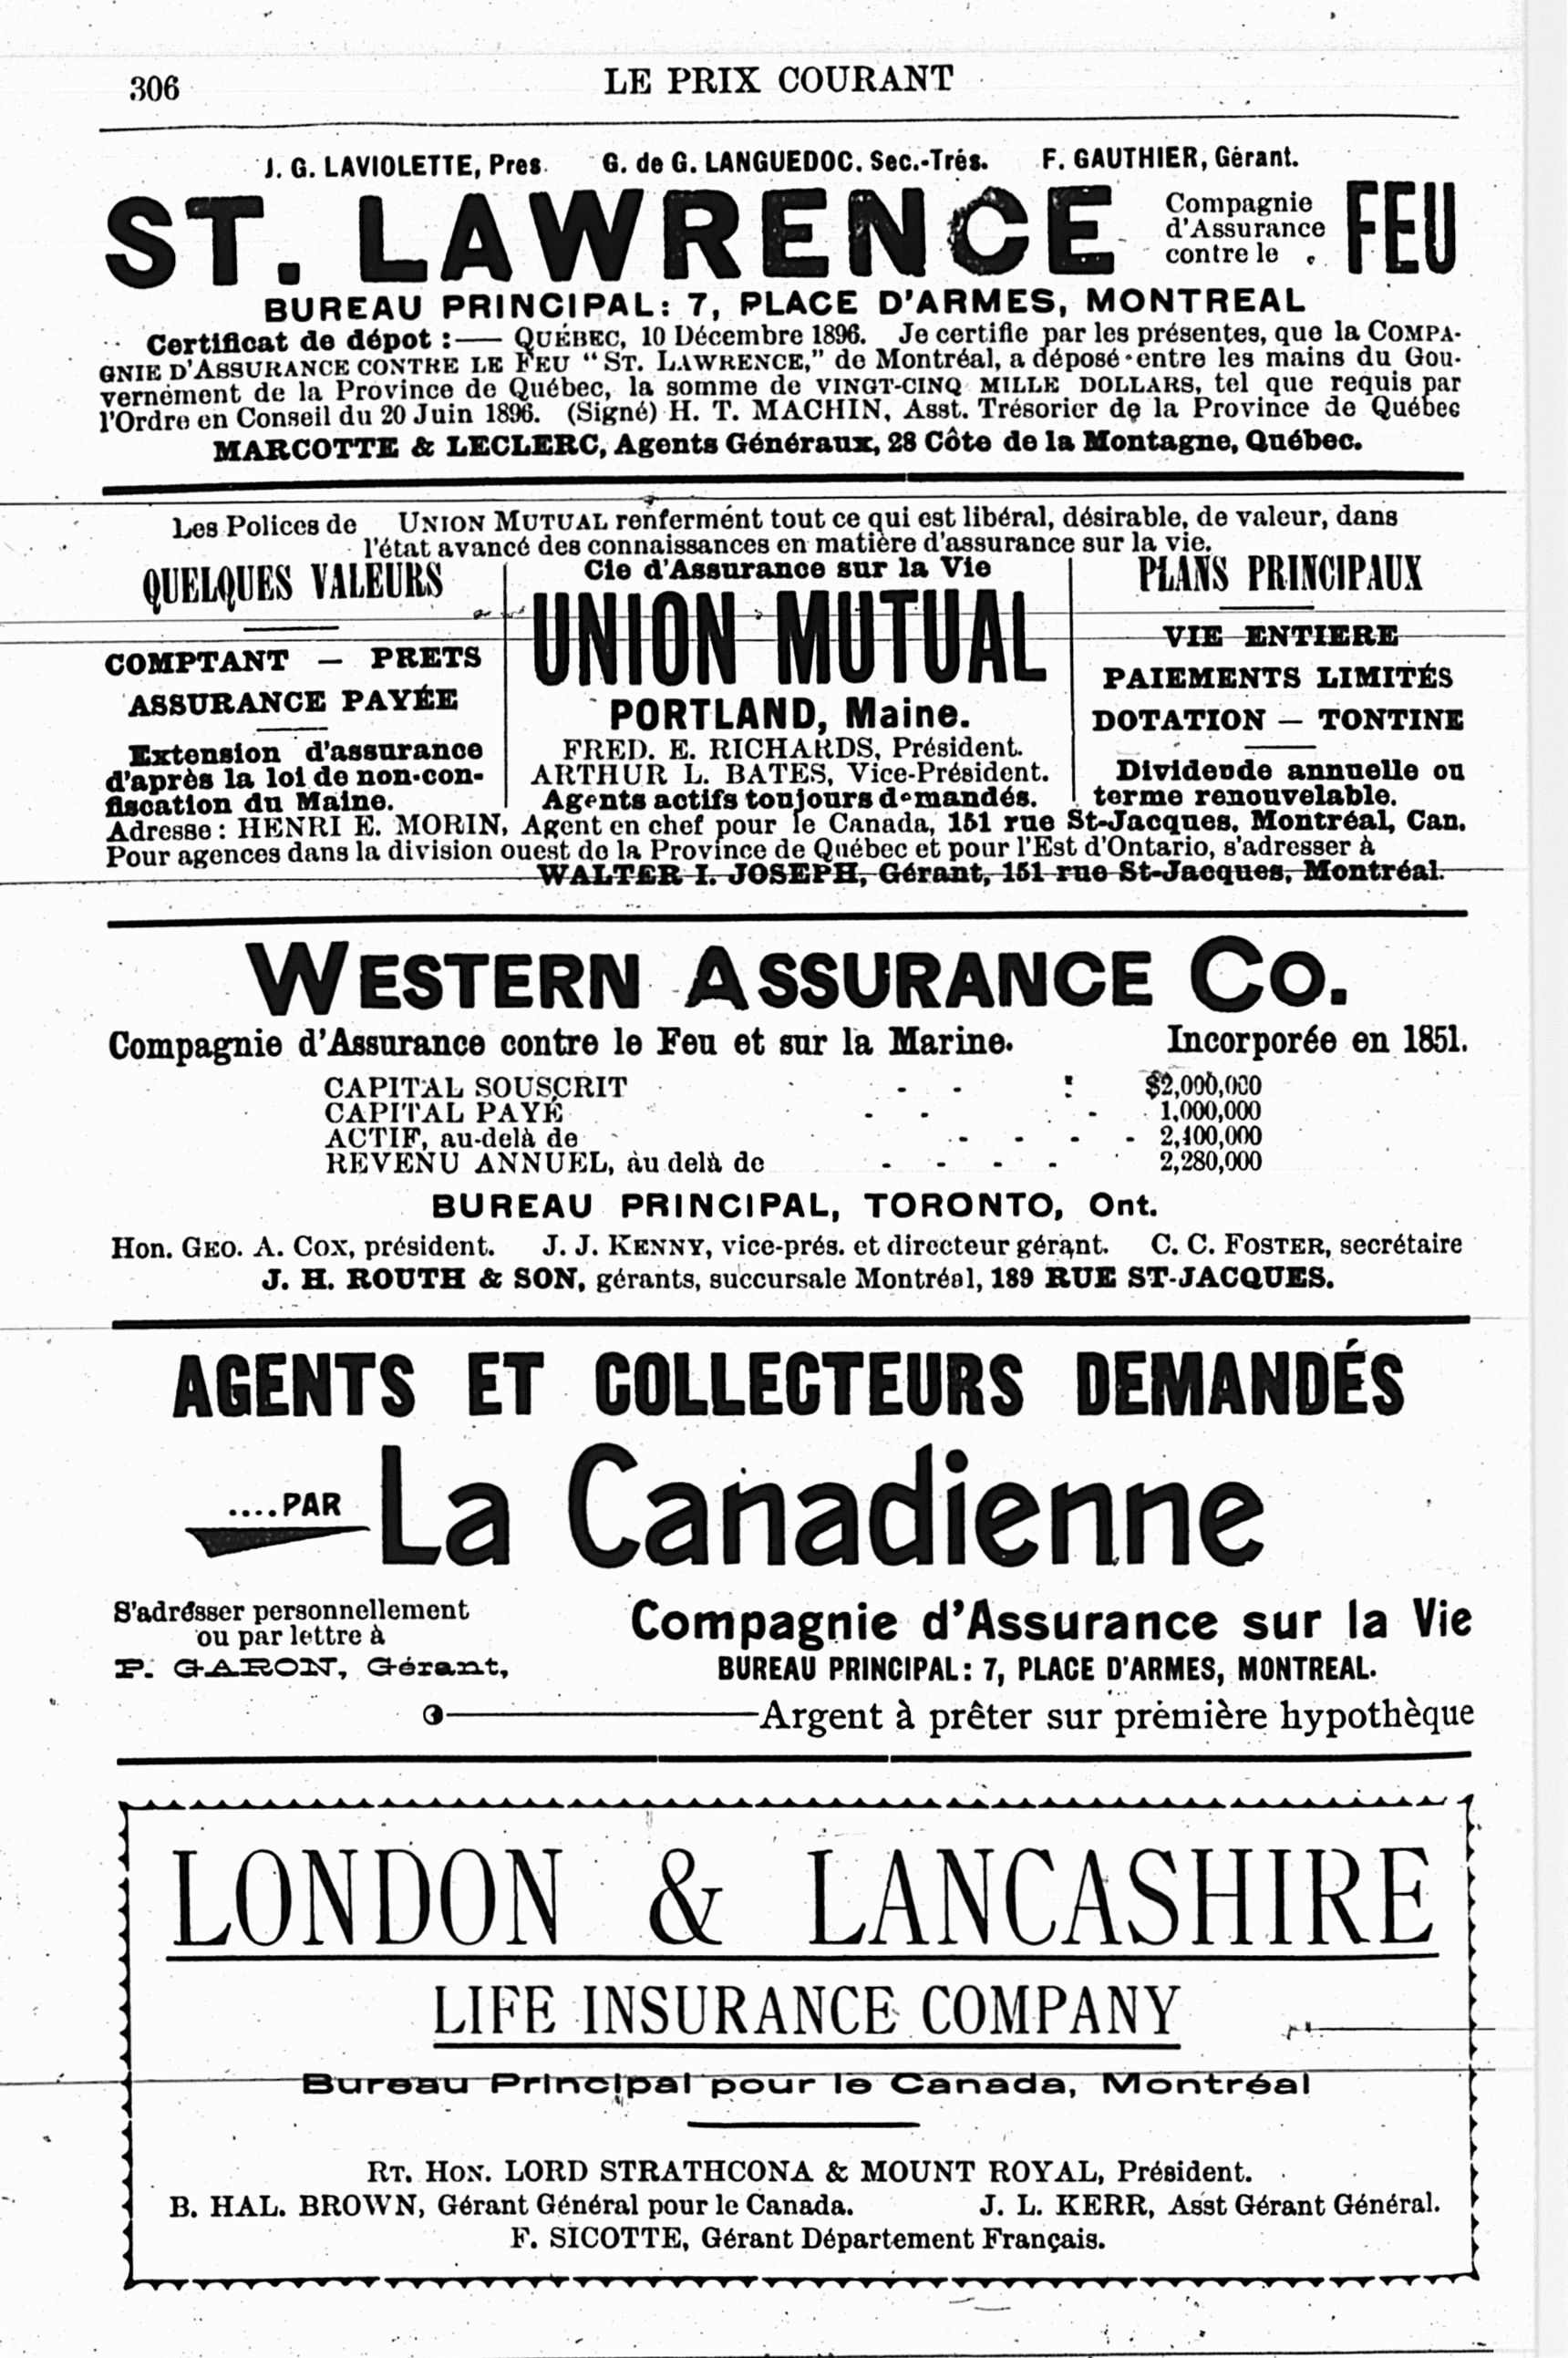 306
LE PRIX COURANT
J. G. LAVIOLETTE, Pres. G. de G. LANGUEDOC. Sec.-Trés. F. GAUTHIER, Gérant.
ST. LAWRENCE
Compagnie
d'Assurance
contre le
FEU
BUREAU PRINCIPAL: 7, PLACE D'ARMES, MONTREAL
Certificat de dépot :— QUÉBEC, 10 Décembre 1896. Je certifie par les présentes, que la COMPA-
GNIE D'ASSURANCE CONTRE LE FEU "ST. LAWRENCE," de Montréal, a déposé entre les mains du Gou-
vernement de la Province de Québec, la somme de VINGT-CINQ MILLE DOLLARS, tel que requis par
l'Ordre en Conseil du 20 Juin 1896. (Signé) H. T. MACHIN, Asst. Trésorier de la Province de Québec
MARCOTTE & LECLERC, Agents Généraux, 28 Côte de la Montagne, Québec.
Les Polices de UNION MUTUAL renferment tout ce qui est libéral, désirable, de valeur, dans
l'état avancé des connaissances en matière d'assurance sur la vie.
QUELQUES VALEURS
COMPTANT — PRETS
ASSURANCE PAYÉE
Extension d'assurance
d'après la loi de non-con-
fiscation du Maine.
Cie d'Assurance sur la Vie
UNION MUTUAL
PORTLAND, Maine.
FRED. E. RICHARDS, Président.
ARTHUR L. BATES, Vice-Président.
Agents actifs toujours demandés.
PLANS PRINCIPAUX
VIE ENTIERE
PAIEMENTS LIMITÉS
DOTATION — TONTINE
Dividende annuelle ou
terme renouvelable.
Adresse : HENRI E. MORIN, Agent en chef pour le Canada, 151 rue St-Jacques, Montréal, Can.
Pour agences dans la division ouest de la Province de Québec et pour l'Est d'Ontario, s'adresser à
WALTER I. JOSEPH, Gérant, 151 rue St-Jacques, Montréal.
WESTERN ASSURANCE CO.
Compagnie d'Assurance contre le Feu et sur la Marine. Incorporée en 1851.
CAPITAL SOUSCRIT - - : $2,000,000
CAPITAL PAYÉ - - - 1,000,000
ACTIF, au-delà de - - - - 2,400,000
REVENU ANNUEL, au delà de - - - - 2,280,000
BUREAU PRINCIPAL, TORONTO, Ont.
Hon. GEO. A. COX, président. J. J. KENNY, vice-prés. et directeur gérant. C. C. FOSTER, secrétaire
J. H. ROUTH & SON, gérants, succursale Montréal, 189 RUE ST-JACQUES.
AGENTS ET COLLECTEURS DEMANDÉS
....PAR La Canadienne
S'adresser personnellement
ou par lettre à
P. GARON, Gérant,
Compagnie d'Assurance sur la Vie
BUREAU PRINCIPAL: 7, PLACE D'ARMES, MONTREAL.
Argent à prêter sur première hypothèque
LONDON & LANCASHIRE
LIFE INSURANCE COMPANY
Bureau Principal pour le Canada, Montréal
RT. HON. LORD STRATHCONA & MOUNT ROYAL, Président.
B. HAL. BROWN, Gérant Général pour le Canada. J. L. KERR, Asst Gérant Général.
F. SICOTTE, Gérant Département Français.